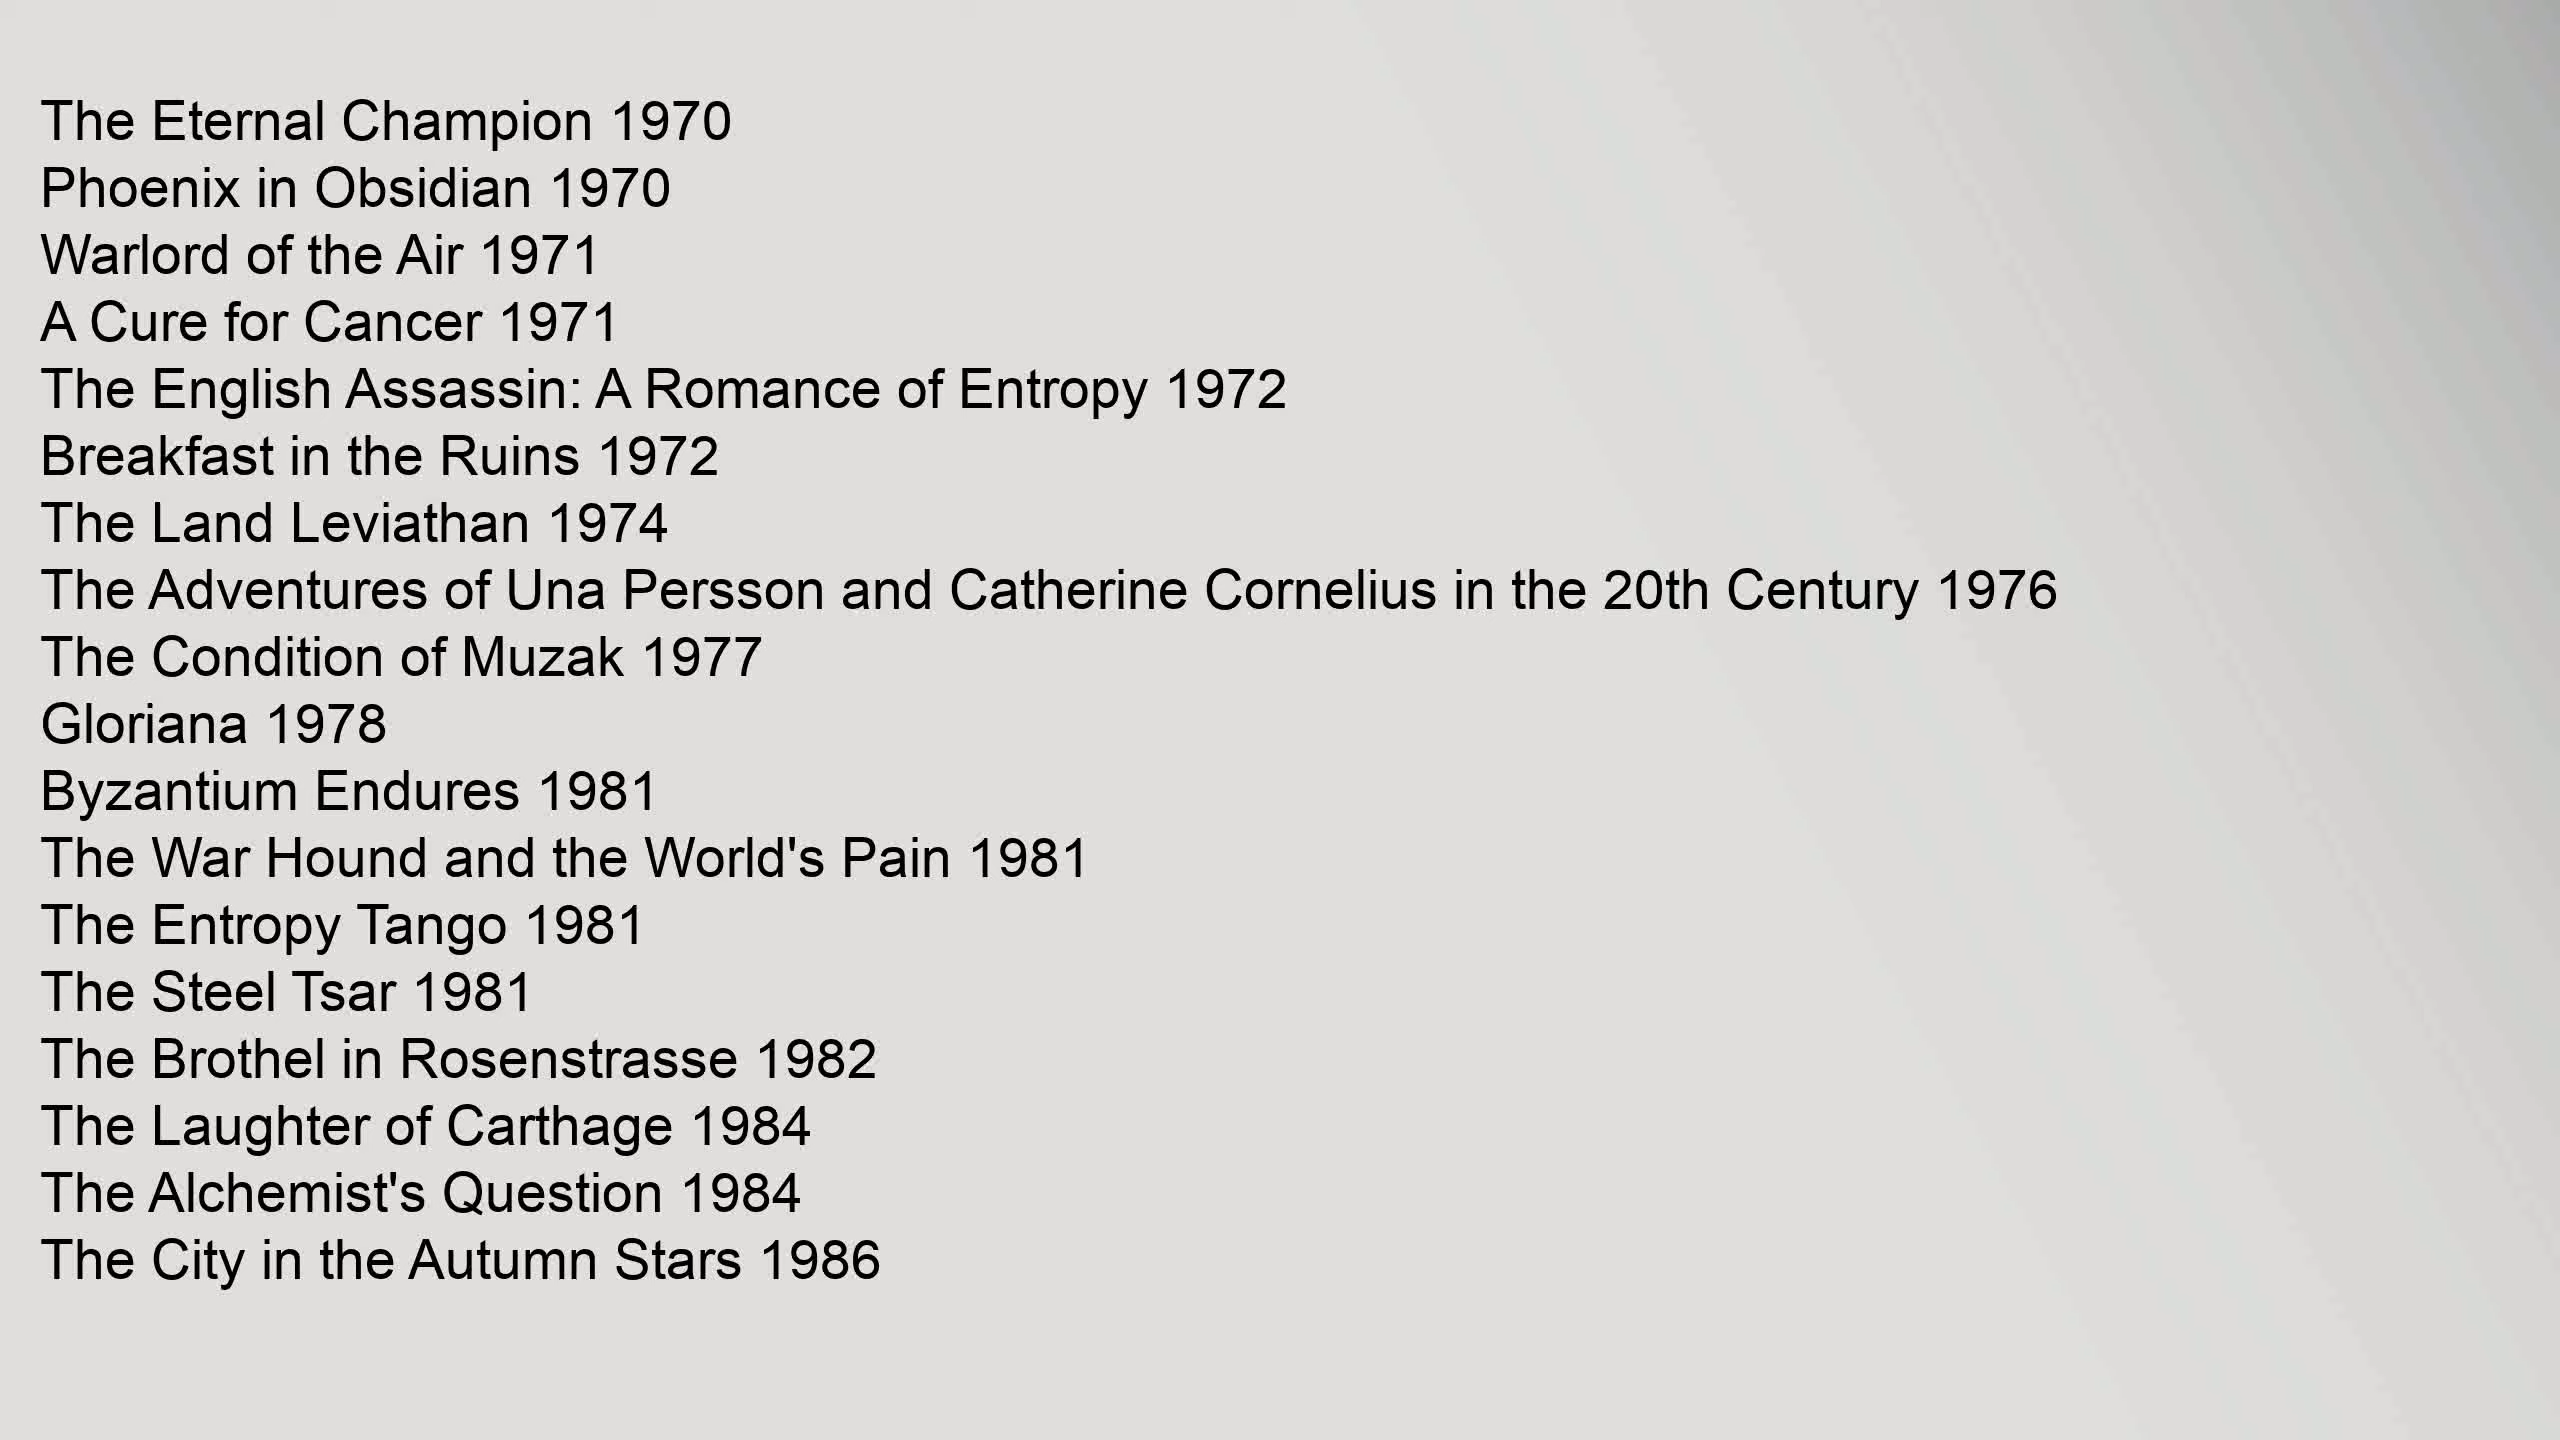 The Eternal Champion 1970
Phoenix in Obsidian 1970
Warlord of the Air 1971
A Cure for Cancer 1971
The English Assassin: A Romance of Entropy 1972
Breakfast in the Ruins 1972
The Land Leviathan 1974
The Adventures of Una Persson and Catherine Cornelius in the 20th Century 1976
The Condition of Muzak 1977
Gloriana 1978
Byzantium Endures 1981
The War Hound and the World's Pain 1981
The Entropy Tango 1981
The Steel Tsar 1981
The Brothel in Rosenstrasse 1982
The Laughter of Carthage 1984
The Alchemist's Question 1984
The City in the Autumn Stars 1986